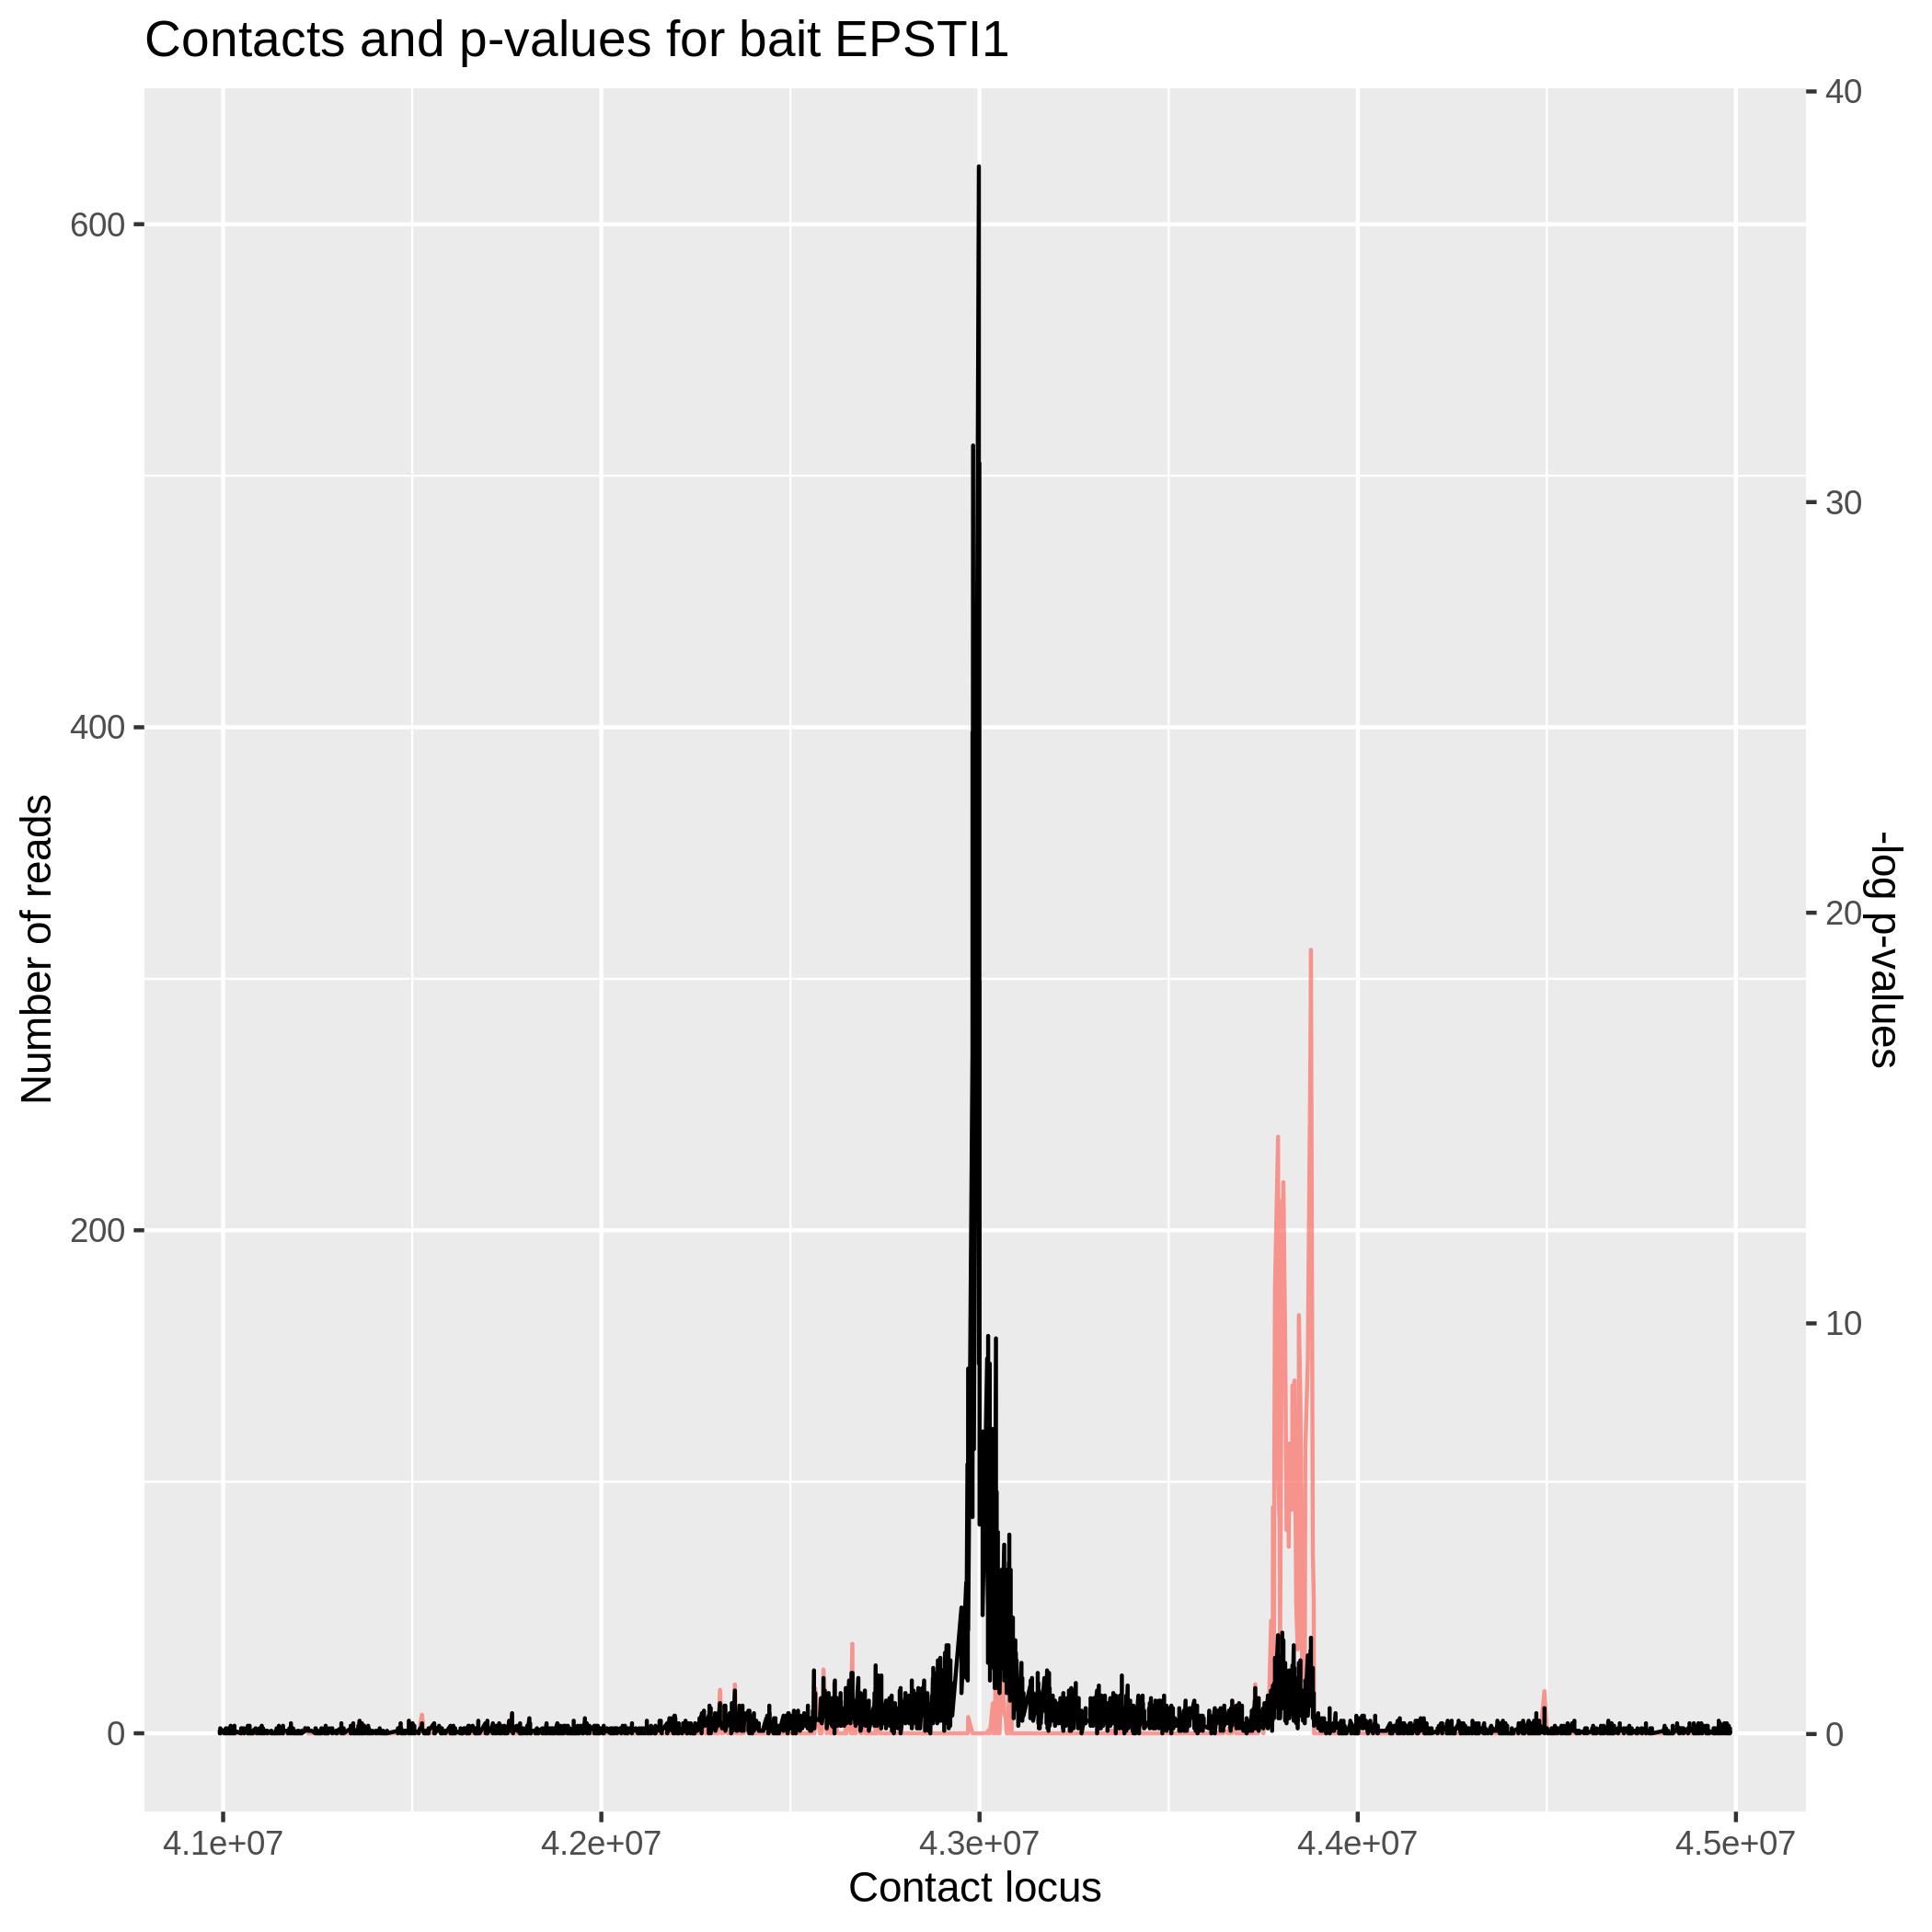 Contacts and p-values for bait EPSTI1
Number of reads
600
400
200
0
40
30
20
10
0
-log p-values
4.1e+07 4.2e+07 4.3e+07 4.4e+07 4.5e+07
Contact locus